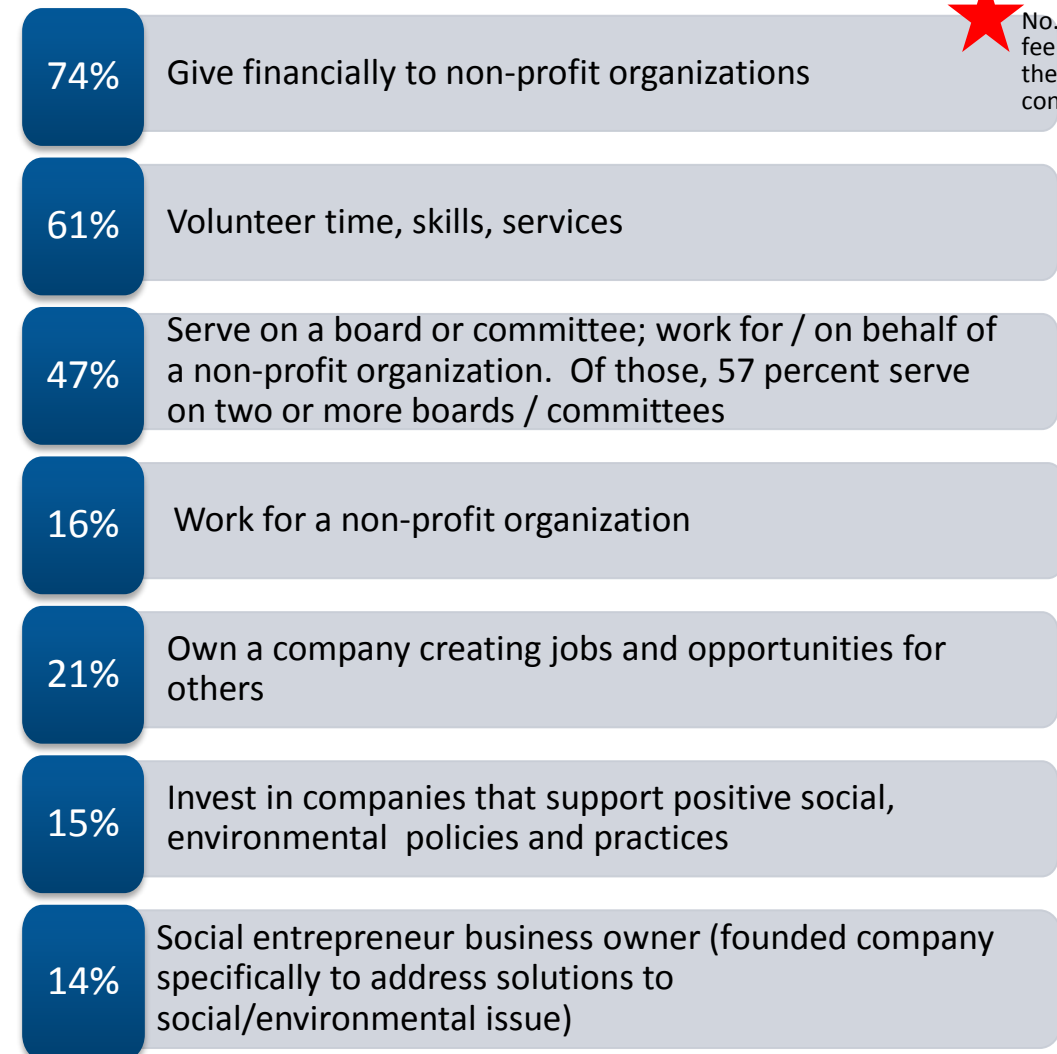 No.
the
74%
Give financially to non-profit organizations
61%
Volunteer time, skills, services
47%
Serve on a board or committee; work for / on behalf of
a non-profit organization.  Of those, 57 percent serve
on two or more boards / committees
16%
Work for a non-profit organization
21%
Own a company creating jobs and opportunities for
others
15%
Invest in companies that support positive social,
environmental  policies and practices
14%
Social entrepreneur business owner (founded company
specifically to address solutions to
social/environmental issue)